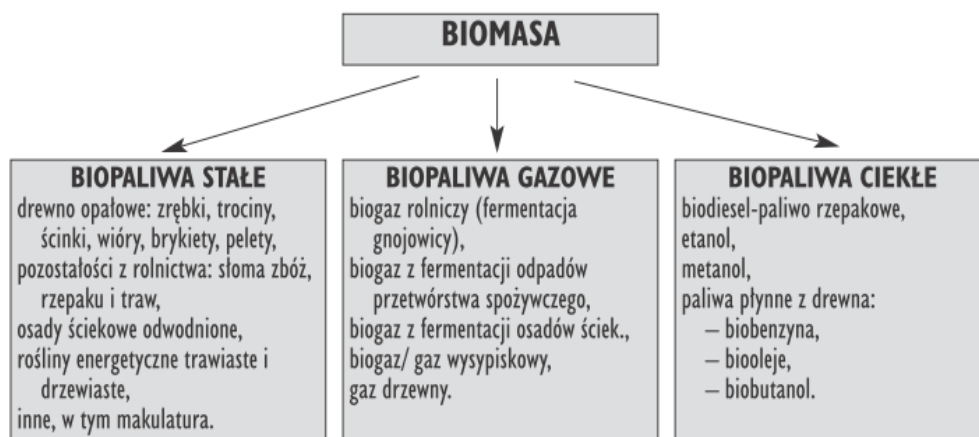 BIOMASA
BIOPALIWA STAŁE
drewno opałowe: zrębki, trociny,
ścinki, wióry, brykiety, pelety,
pozostałości z rolnictwa: słoma zbóż,
rzepaku i traw,
osady ściekowe odwodnione,
rośliny energetyczne trawiaste i
drzewiaste,
inne, w tym makulatura.
BIOPALIWA GAZOWE
biogaz rolniczy (fermentacja
gnojowicy),
biogaz z fermentacji odpadów
przetwórstwa spożywczego,
biogaz z fermentacji osadów ściek.,
biogaz/ gaz wysypiskowy,
gaz drzewny.
BIOPALIWA CIEKŁE
biodiesel-paliwo rzepakowe,
etanol,
metanol,
paliwa płynne z drewna:
– biobenzyna,
– biooleje,
– biobutanol.